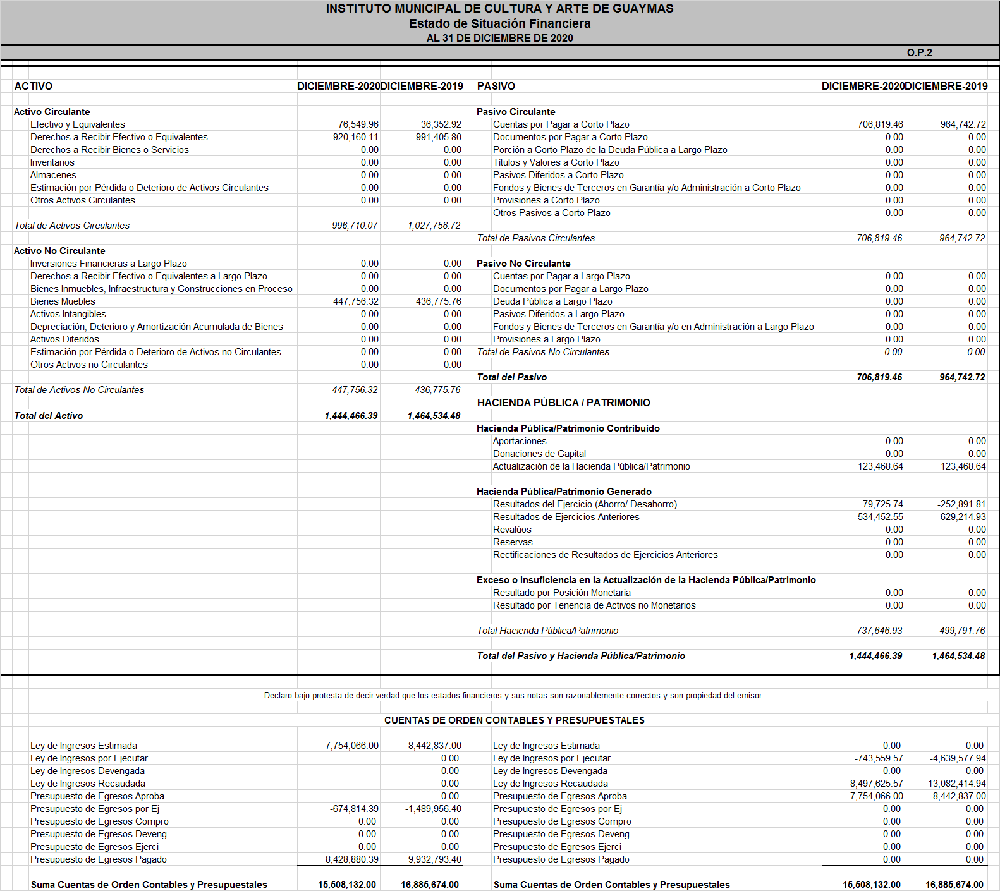 INSTITUTO MUNICIPAL DE CULTURA Y ARTE DE GUAYMAS
Estado de Situación Financiera
AL 31 DE DICIEMBRE DE 2020
O.P.2
ACTIVO DICIEMBRE-2020 DICIEMBRE-2019
Activo Circulante
Efectivo y Equivalentes 76,549.96 36,352.92
Derechos a Recibir Efectivo o Equivalentes 920,160.11 991,405.80
Derechos a Recibir Bienes o Servicios 0.00 0.00
Inventarios 0.00 0.00
Almacenes 0.00 0.00
Estimación por Pérdida o Deterioro de Activos Circulantes 0.00 0.00
Otros Activos Circulantes 0.00 0.00
Total de Activos Circulantes 996,710.07 1,027,758.72
Activo No Circulante
Inversiones Financieras a Largo Plazo 0.00 0.00
Derechos a Recibir Efectivo o Equivalentes a Largo Plazo 0.00 0.00
Bienes Inmuebles, Infraestructura y Construcciones en Proceso 0.00 0.00
Bienes Muebles 447,756.32 436,775.76
Activos Intangibles 0.00 0.00
Depreciación, Deterioro y Amortización Acumulada de Bienes 0.00 0.00
Activos Diferidos 0.00 0.00
Estimación por Pérdida o Deterioro de Activos no Circulantes 0.00 0.00
Otros Activos no Circulantes 0.00 0.00
Total de Activos No Circulantes 447,756.32 436,775.76
Total del Activo 1,444,466.39 1,464,534.48
PASIVO DICIEMBRE-2020 DICIEMBRE-2019
Pasivo Circulante
Cuentas por Pagar a Corto Plazo 706,819.46 964,742.72
Documentos por Pagar a Corto Plazo 0.00 0.00
Porción a Corto Plazo de la Deuda Pública a Largo Plazo 0.00 0.00
Títulos y Valores a Corto Plazo 0.00 0.00
Pasivos Diferidos a Corto Plazo 0.00 0.00
Fondos y Bienes de Terceros en Garantía y/o Administración a Corto Plazo 0.00 0.00
Provisiones a Corto Plazo 0.00 0.00
Otros Pasivos a Corto Plazo 0.00 0.00
Total de Pasivos Circulantes 706,819.46 964,742.72
Pasivo No Circulante
Cuentas por Pagar a Largo Plazo 0.00 0.00
Documentos por Pagar a Largo Plazo 0.00 0.00
Deuda Pública a Largo Plazo 0.00 0.00
Pasivos Diferidos a Largo Plazo 0.00 0.00
Fondos y Bienes de Terceros en Garantía y/o en Administración a Largo Plazo 0.00 0.00
Provisiones a Largo Plazo 0.00 0.00
Total de Pasivos No Circulantes 0.00 0.00
Total del Pasivo 706,819.46 964,742.72
HACIENDA PÚBLICA / PATRIMONIO
Hacienda Pública/Patrimonio Contribuido
Aportaciones 0.00 0.00
Donaciones de Capital 0.00 0.00
Actualización de la Hacienda Pública/Patrimonio 123,468.64 123,468.64
Hacienda Pública/Patrimonio Generado
Resultados del Ejercicio (Ahorro/ Desahorro) 79,725.74 -252,891.81
Resultados de Ejercicios Anteriores 534,452.55 629,214.93
Revalúos 0.00 0.00
Reservas 0.00 0.00
Rectificaciones de Resultados de Ejercicios Anteriores 0.00 0.00
Exceso o Insuficiencia en la Actualización de la Hacienda Pública/Patrimonio
Resultado por Posición Monetaria 0.00 0.00
Resultado por Tenencia de Activos no Monetarios 0.00 0.00
Total Hacienda Pública/Patrimonio 737,646.93 499,791.76
Total del Pasivo y Hacienda Pública/Patrimonio 1,444,466.39 1,464,534.48
Declaro bajo protesta de decir verdad que los estados financieros y sus notas son razonablemente correctos y son propiedad del emisor
CUENTAS DE ORDEN CONTABLES Y PRESUPUESTALES
Ley de Ingresos Estimada 7,754,066.00 8,442,837.00
Ley de Ingresos por Ejecutar 0.00
Ley de Ingresos Devengada 0.00
Ley de Ingresos Recaudada 0.00
Presupuesto de Egresos Aproba 0.00
Presupuesto de Egresos por Ej -674,814.39 -1,489,956.40
Presupuesto de Egresos Compro 0.00 0.00
Presupuesto de Egresos Deveng 0.00 0.00
Presupuesto de Egresos Ejerci 0.00 0.00
Presupuesto de Egresos Pagado 8,428,880.39 9,932,793.40
Suma Cuentas de Orden Contables y Presupuestales 15,508,132.00 16,885,674.00
Ley de Ingresos Estimada 0.00 0.00
Ley de Ingresos por Ejecutar -743,559.57 -4,639,577.94
Ley de Ingresos Devengada 0.00 0.00
Ley de Ingresos Recaudada 8,497,625.57 13,082,414.94
Presupuesto de Egresos Aproba 7,754,066.00 8,442,837.00
Presupuesto de Egresos por Ej 0.00 0.00
Presupuesto de Egresos Compro 0.00 0.00
Presupuesto de Egresos Deveng 0.00 0.00
Presupuesto de Egresos Ejerci 0.00 0.00
Presupuesto de Egresos Pagado 0.00 0.00
Suma Cuentas de Orden Contables y Presupuestales 15,508,132.00 16,885,674.00